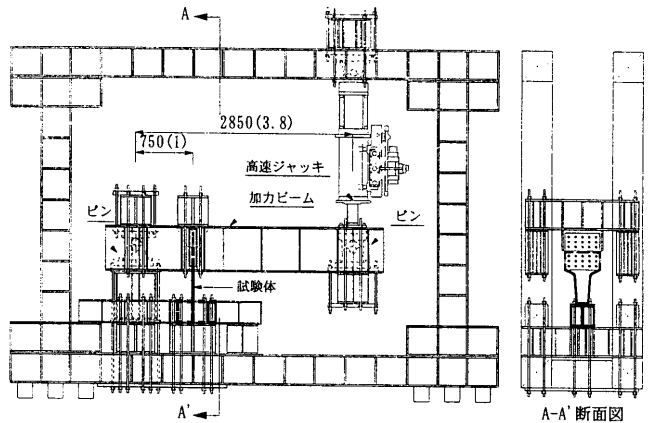 A
2850(3.8)
750(1)
高速ジャッキ
加力ビーム
ピン
ピン
試験体
A'
A-A'断面図